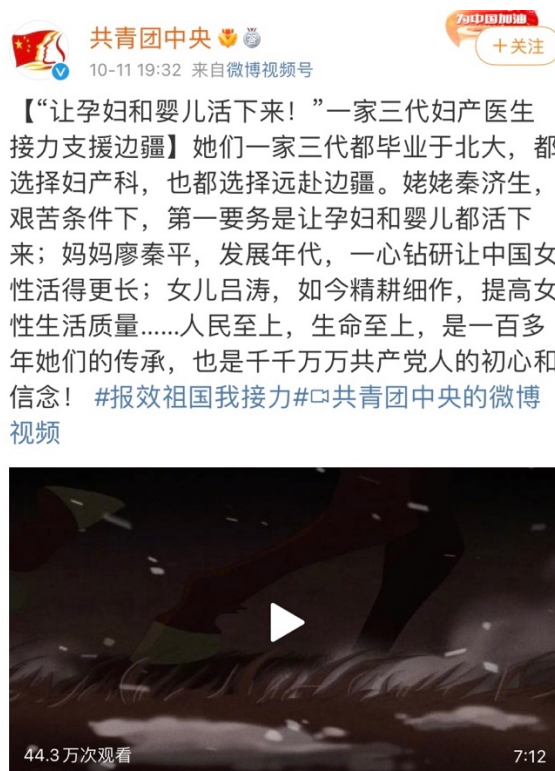 为中国加油
共青团中央
+关注
10-11 19:32 来自微博视频号
【“让孕妇和婴儿活下来！”一家三代妇产医生
接力支援边疆】她们一家三代都毕业于北大，都
选择妇产科，也都选择远赴边疆。姥姥秦济生，
艰苦条件下，第一要务是让孕妇和婴儿都活下
来；妈妈廖秦平，发展年代，一心钻研让中国女
性活得更长；女儿吕涛，如今精耕细作，提高女
性生活质量......人民至上，生命至上，是一百多
年她们的传承，也是千千万万共产党人的初心和
信念！ #报效祖国我接力#共青团中央的微博
视频
44.3万次观看
7:12